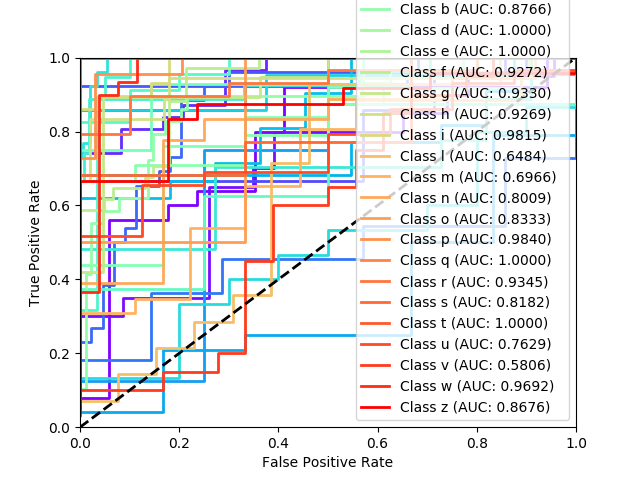 Class b (AUC: 0.8766)
Class d (AUC: 1.0000)
Class e (AUC: 1.0000)
Class f (AUC: 0.9272)
Class g (AUC: 0.9330)
Class h (AUC: 0.9269)
Class i (AUC: 0.9815)
Class l (AUC: 0.6484)
Class m (AUC: 0.6966)
Class n (AUC: 0.8009)
Class o (AUC: 0.8333)
Class p (AUC: 0.9840)
Class q (AUC: 1.0000)
Class r (AUC: 0.9345)
Class s (AUC: 0.8182)
Class t (AUC: 1.0000)
Class u (AUC: 0.7629)
Class v (AUC: 0.5806)
Class w (AUC: 0.9692)
Class z (AUC: 0.8676)
True Positive Rate
1.0
0.8
0.6
0.4
0.2
0.0
0.0 0.2 0.4 0.6 0.8 1.0
False Positive Rate